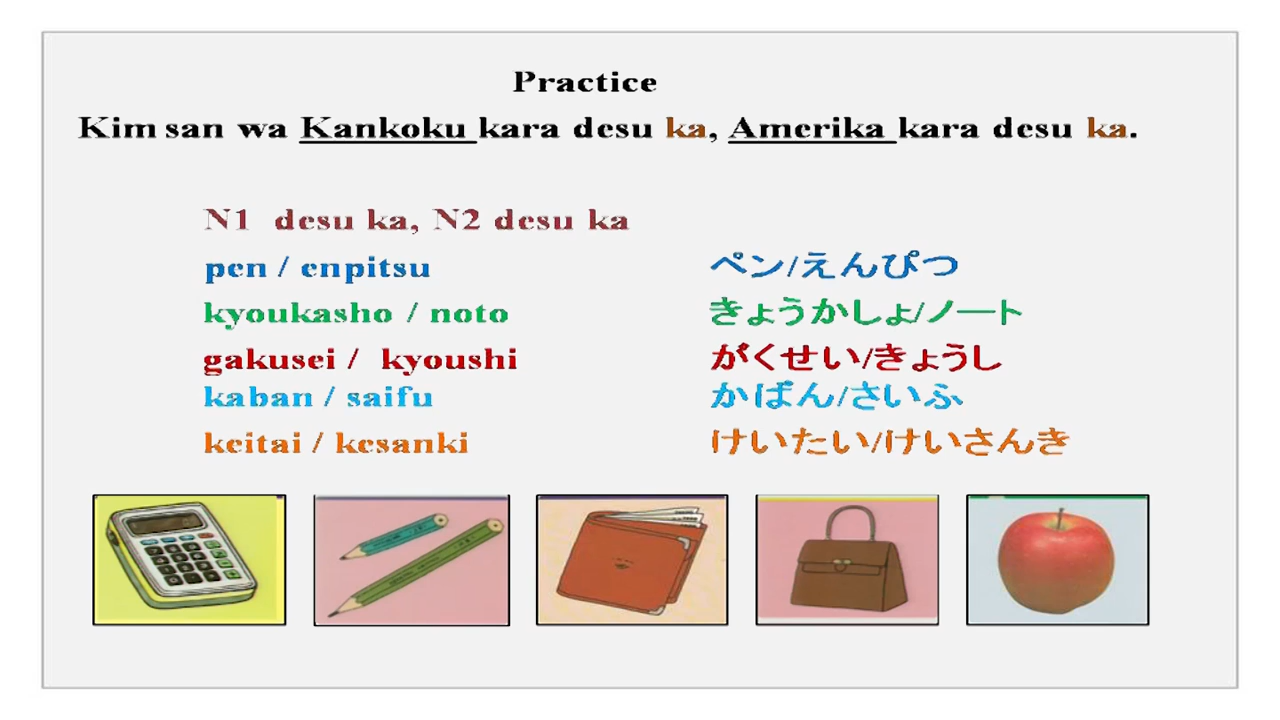 Practice
Kim san wa Kankoku kara desu ka, Amerika kara desu ka.
N1 desu ka, N2 desu ka
pen / enpitsu ペン/えんぴつ
kyoukasho / noto きょうかしょ/ノート
gakusei / kyoushi がくせい/きょうし
kaban / saifu かばん/さいふ
keitai / kesanki けいたい/けいさんき